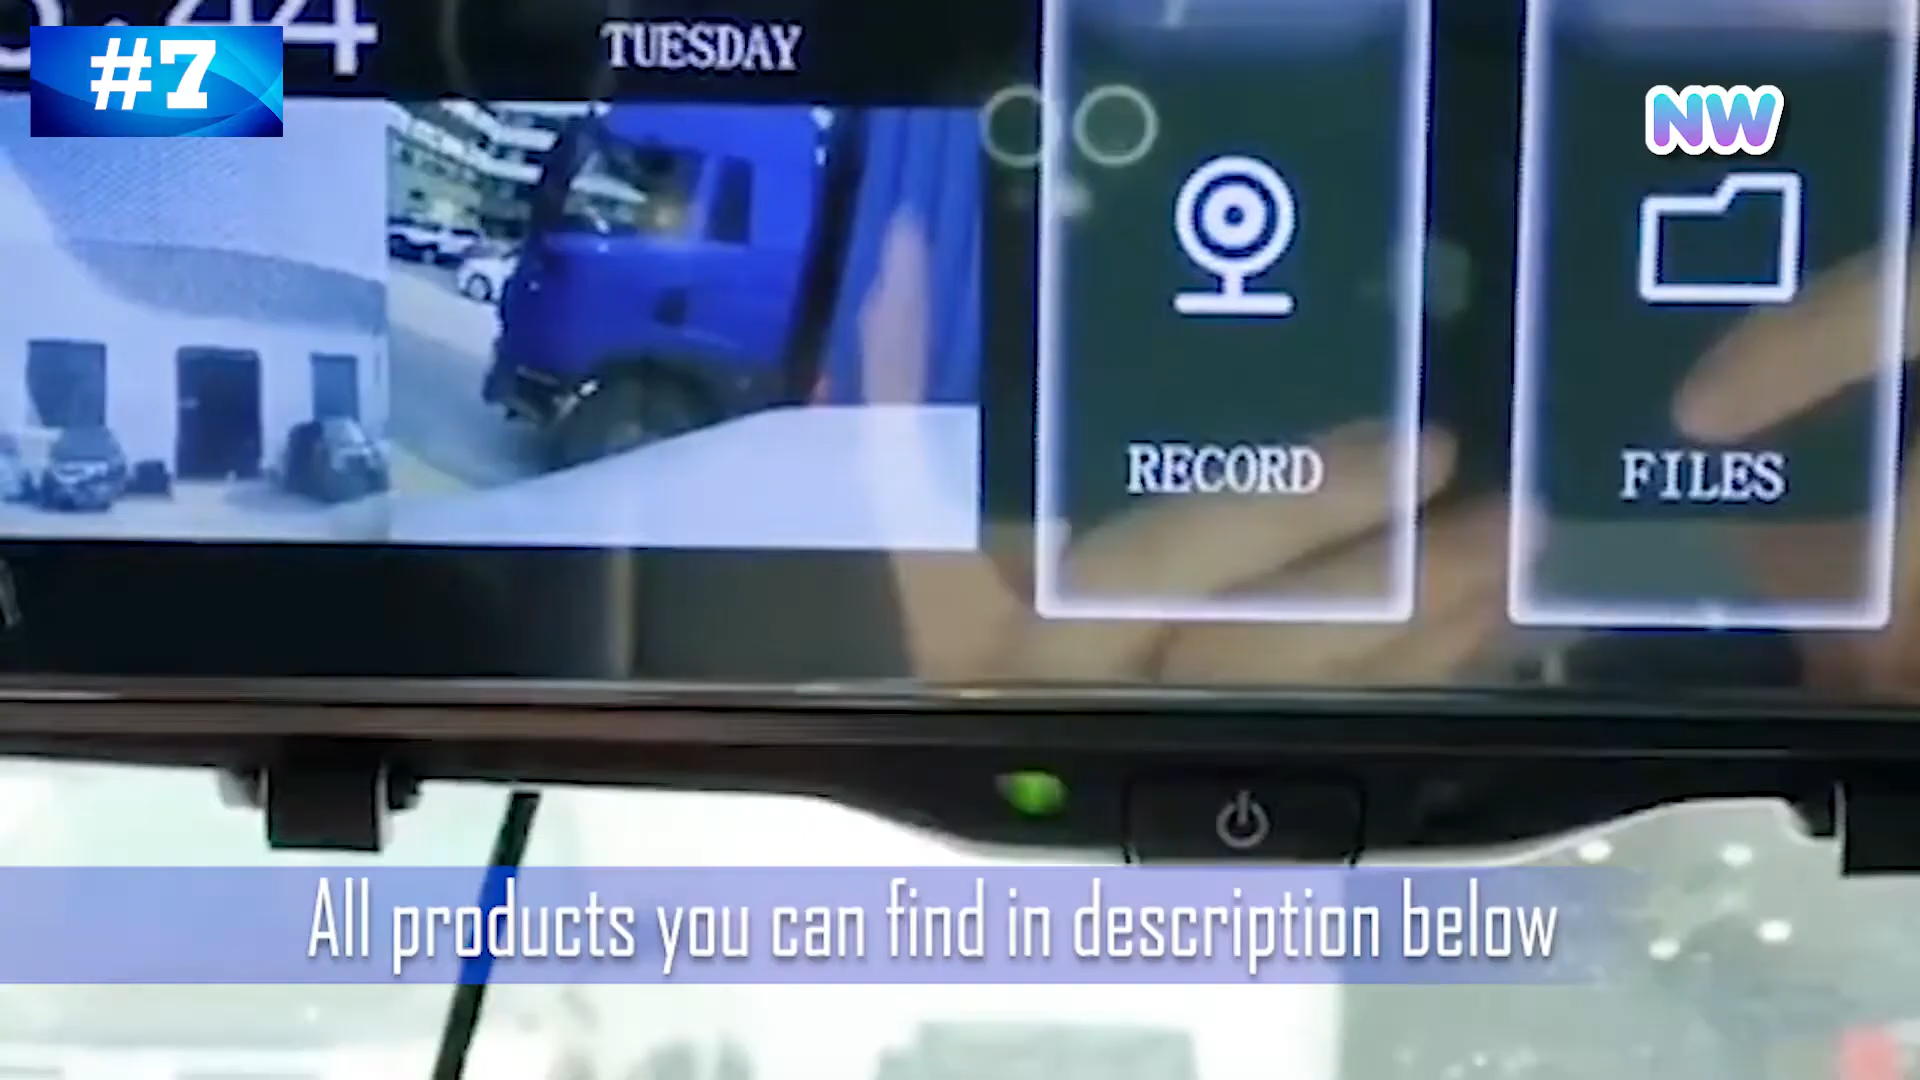 #7
TUESDAY
NW
RECORD
FILES
All products you can find in description below